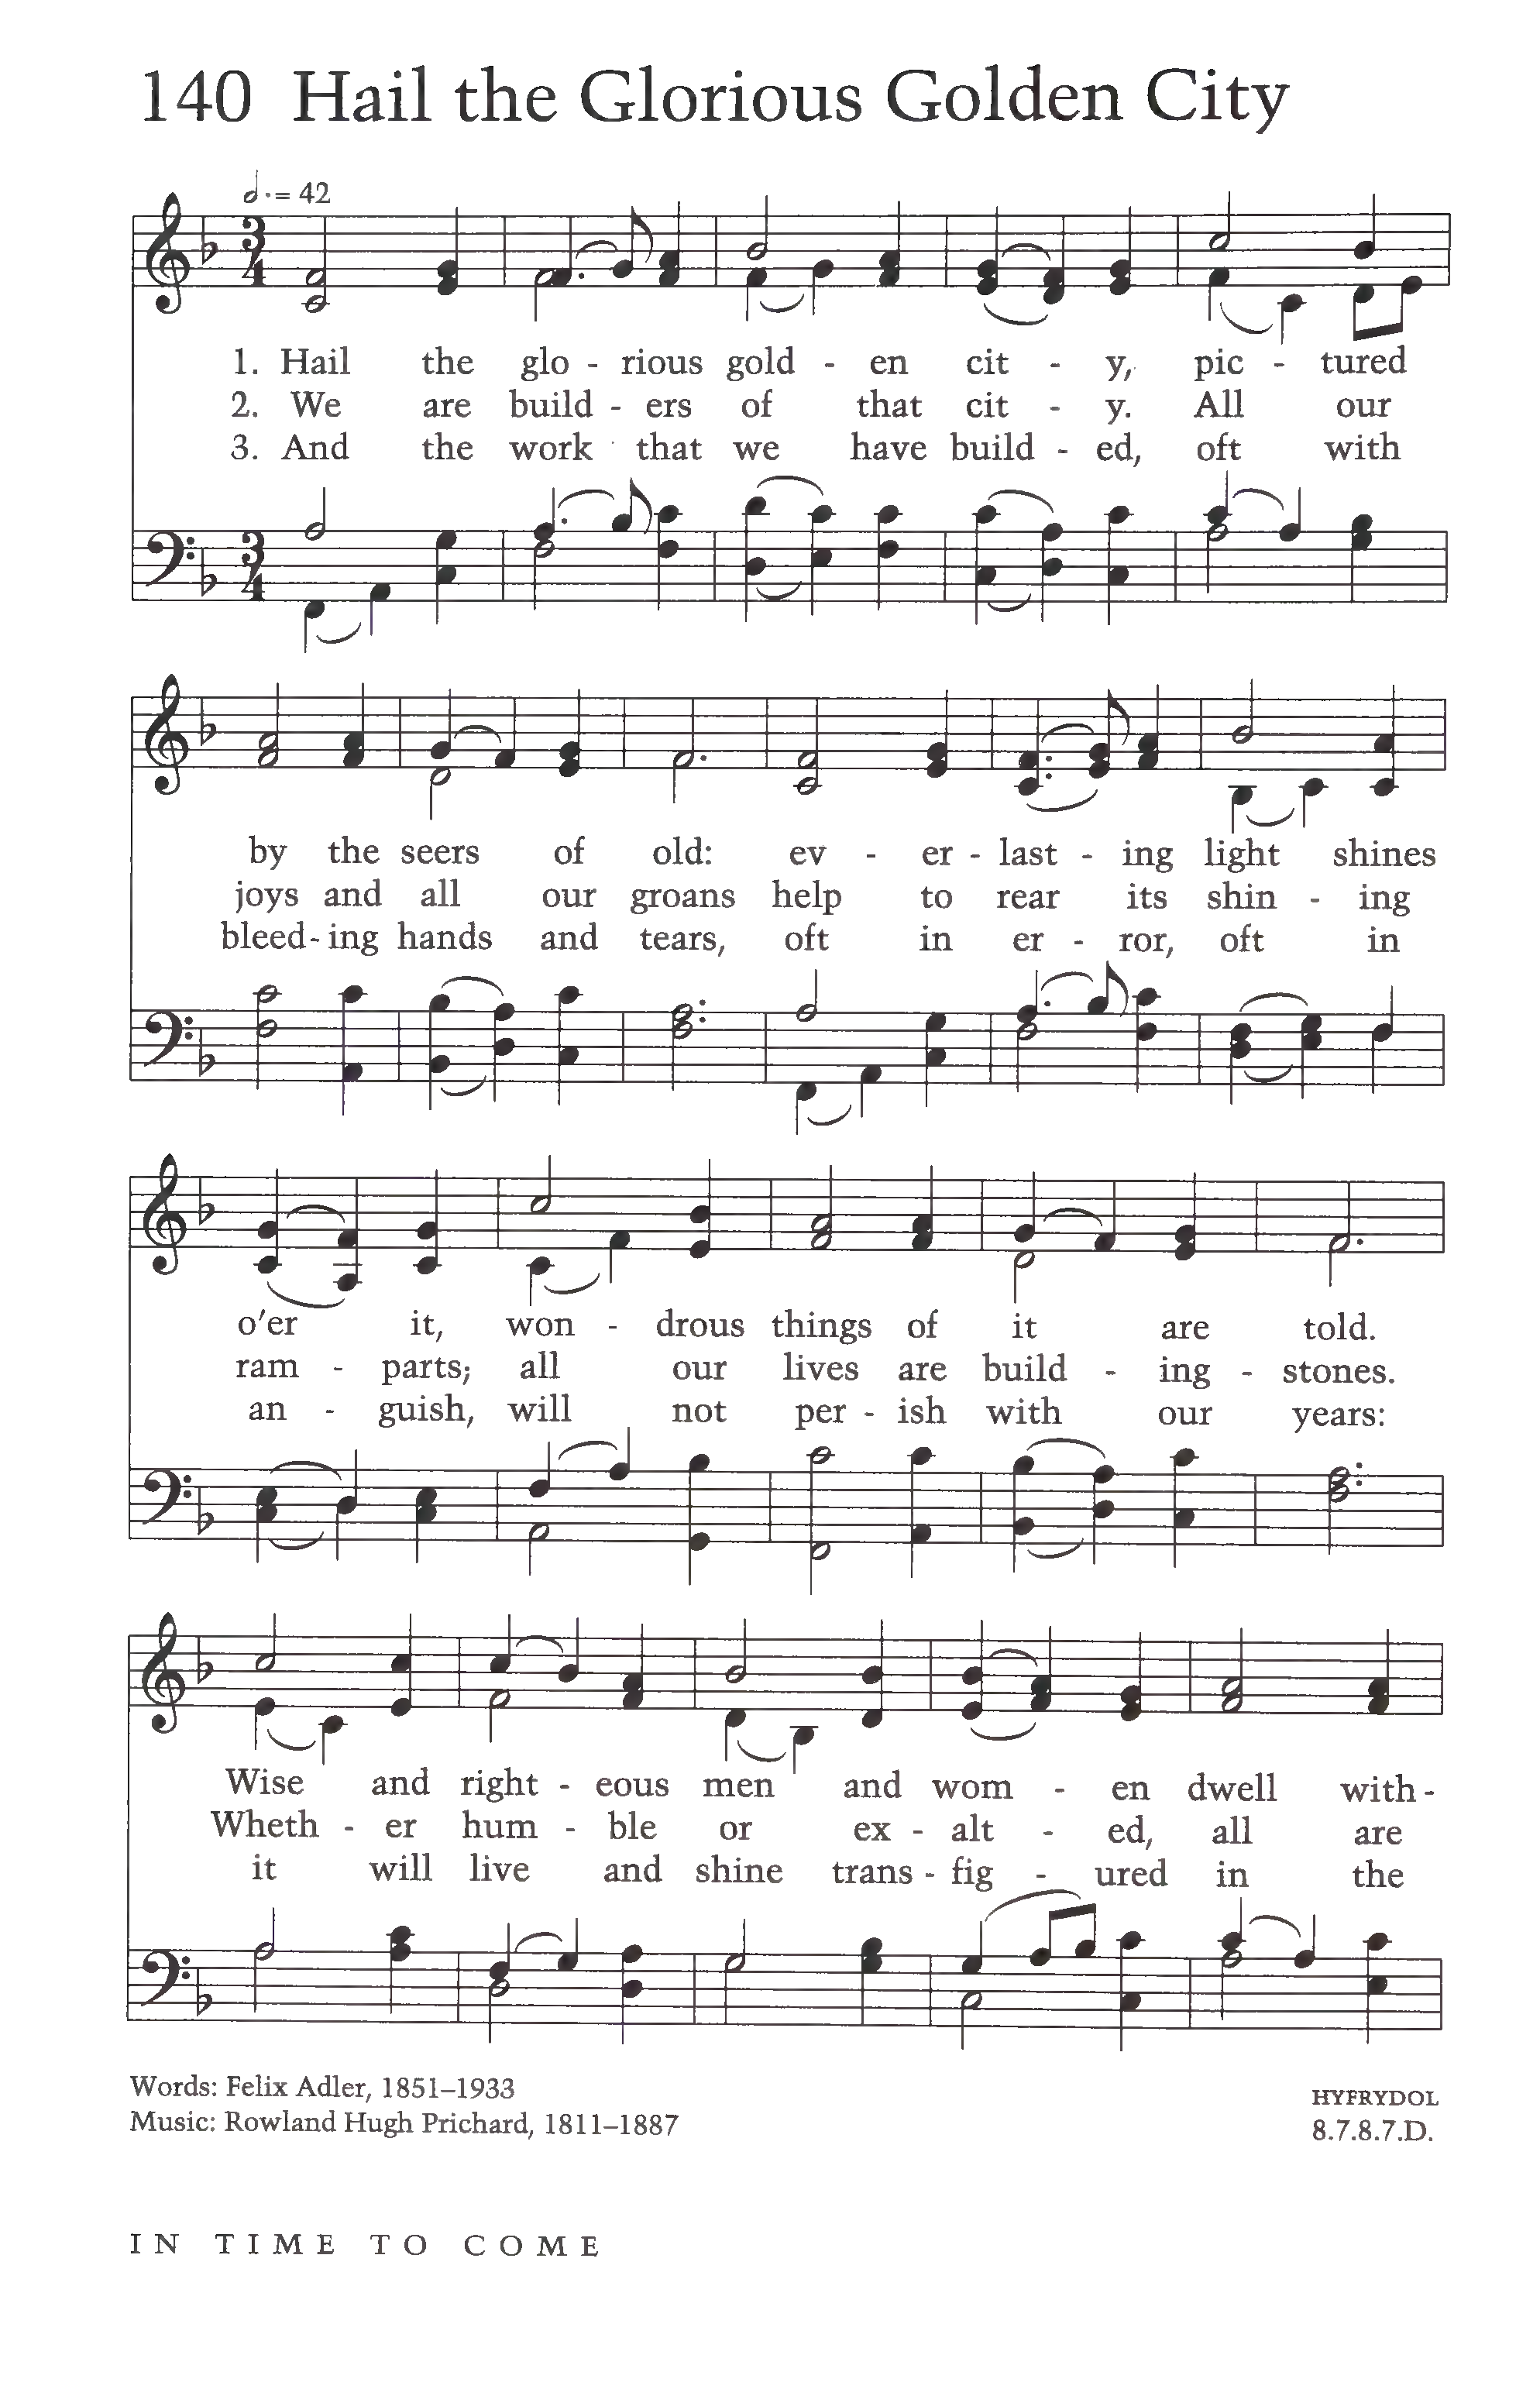 140 Hail the Glorious Golden City
𝅗𝅥. = 42
3 4
1. Hail the glo - rious gold - en cit - y, pic - tured
2. We are build - ers of that cit - y. All our
3. And the work that we have build - ed, oft with
3 4
by the seers of old: ev - er - last - ing light shines
joys and all our groans help to rear its shin - ing
bleed - ing hands and tears, oft in er - ror, oft in
o'er it, won - drous things of it are told.
ram - parts; all our lives are build - ing - stones.
an - guish, will not per - ish with our years:
Wise and right - eous men and wom - en dwell with -
Wheth - er hum - ble or ex - alt - ed, all are
it will live and shine trans - fig - ured in the
Words: Felix Adler, 1851–1933
Music: Rowland Hugh Prichard, 1811–1887
HYFRYDOL
8.7.8.7.D.
IN TIME TO COME